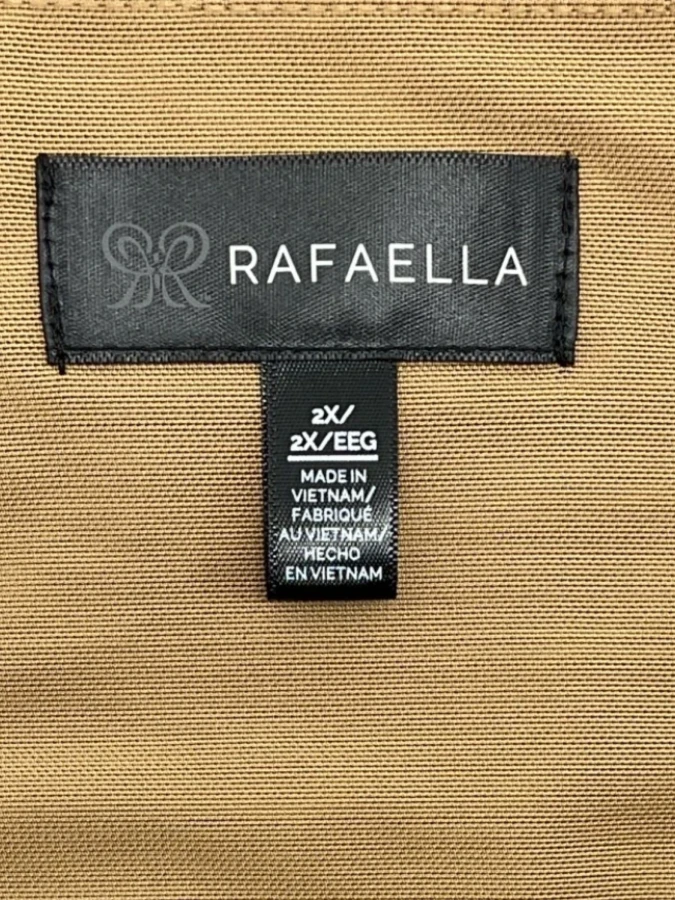 RAFAELLA
2X/
2X/EEG
MADE IN
VIETNAM/
FABRIQUÉ
AU VIETNAM/
HECHO
EN VIETNAM